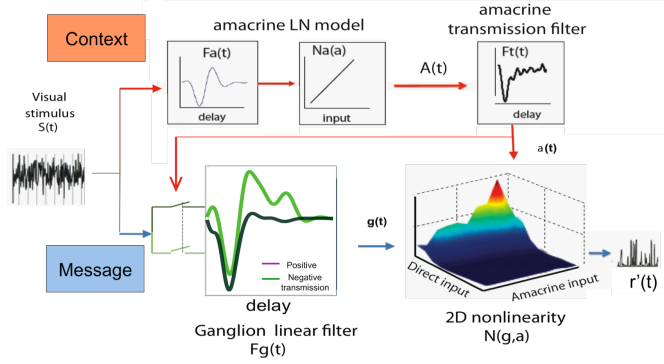 amacrine LN model
amacrine
transmission filter
Context
Fa(t)
Na(a)
A(t)
Ft(t)
delay
input
delay
Visual
stimulus
S(t)
a(t)
g(t)
Message
Positive
Negative
transmission
delay
Ganglion linear filter
Fg(t)
Direct input
Amacrine input
2D nonlinearity
N(g,a)
r'(t)